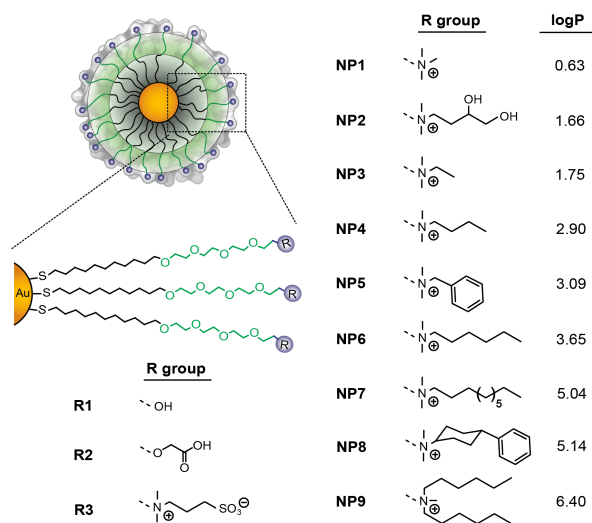 R group logP
NP1 N ⊕ 0.63
NP2 N ⊕ OH OH 1.66
NP3 N ⊕ 1.75
NP4 N ⊕ 2.90
NP5 N ⊕ 3.09
NP6 N ⊕ 3.65
NP7 N ⊕ 5 5.04
NP8 N ⊕ 5.14
NP9 N ⊕ 6.40
Au
S O O O O R
S O O O O R
S O O O O R
R group
R1 OH
R2 O OH O
R3 N ⊕ SO3 ⊖